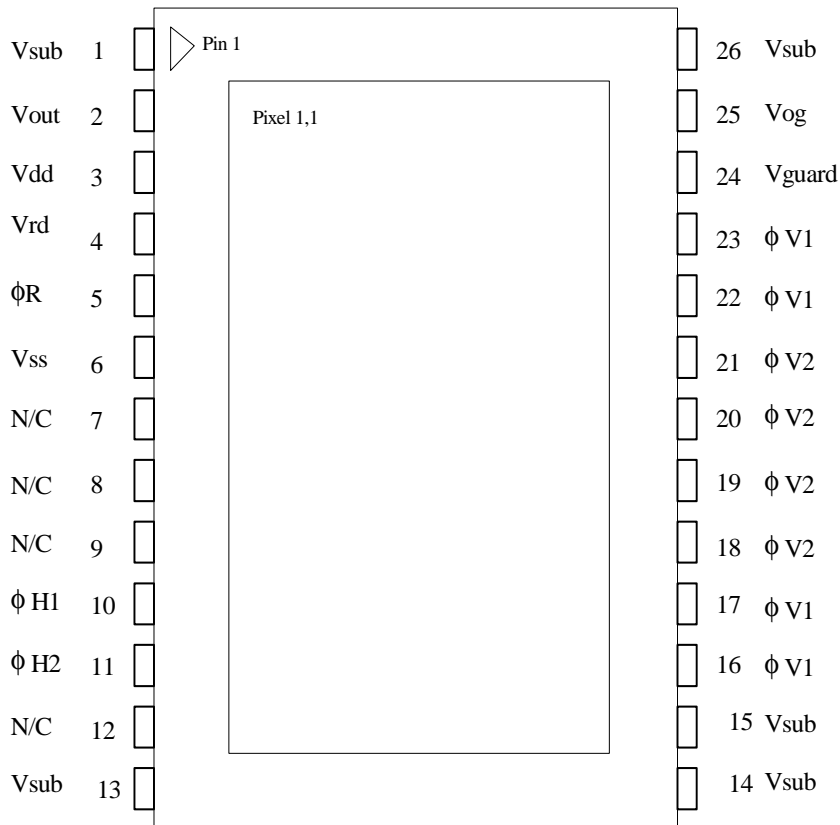 Vsub 1 Pin 1 26 Vsub
Vout 2 Pixel 1,1 25 Vog
Vdd 3 24 Vguard
Vrd 4 23 ϕ V1
ϕR 5 22 ϕ V1
Vss 6 21 ϕ V2
N/C 7 20 ϕ V2
N/C 8 19 ϕ V2
N/C 9 18 ϕ V2
ϕ H1 10 17 ϕ V1
ϕ H2 11 16 ϕ V1
N/C 12 15 Vsub
Vsub 13 14 Vsub